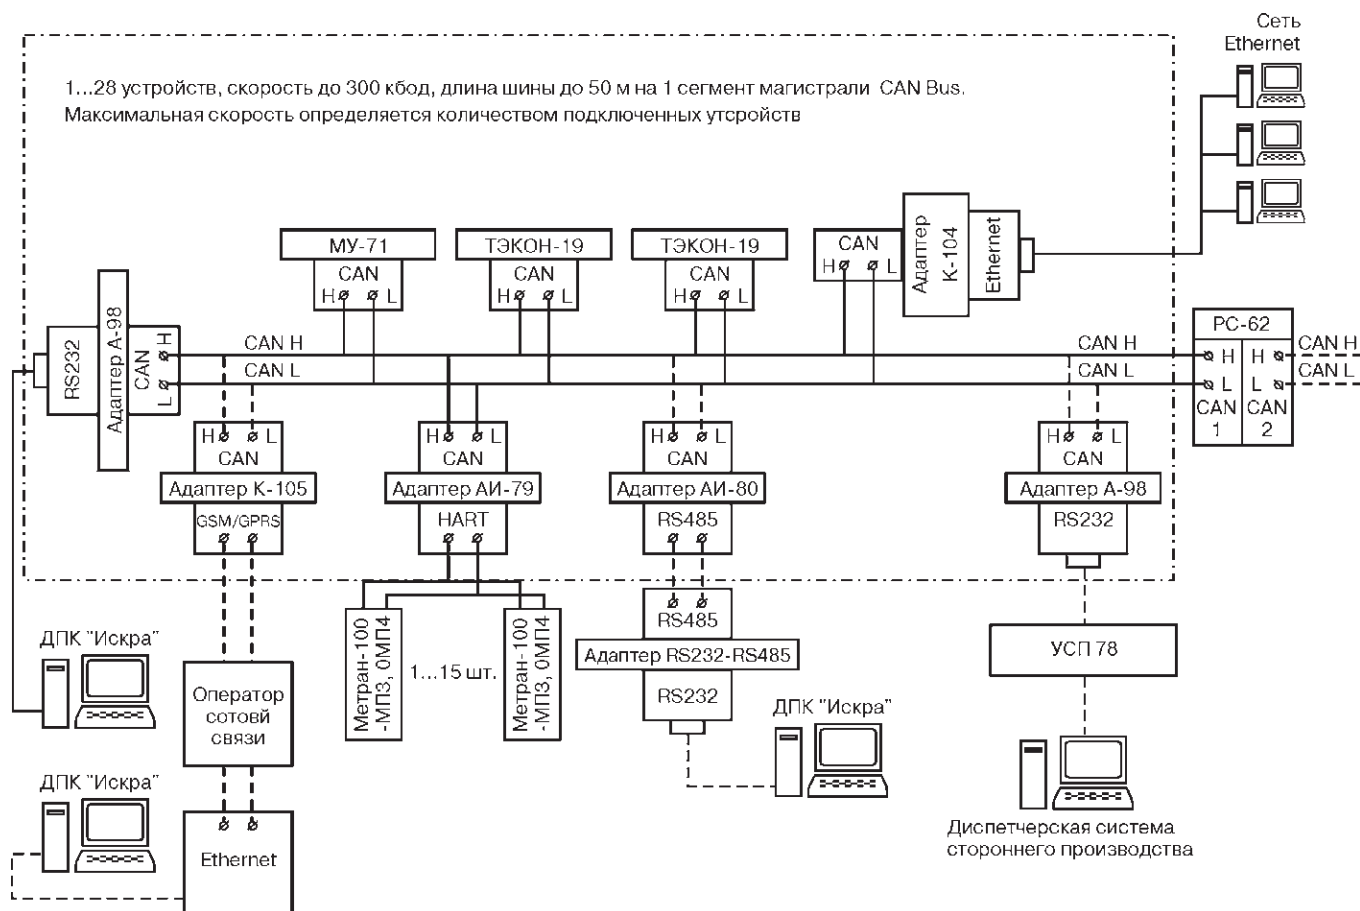 Сеть
Ethernet
1...28 устройств, скорость до 300 кбод, длина шины до 50 м на 1 сегмент магистрали CAN Bus.
Максимальная скорость определяется количеством подключенных утсройств
МУ-71
CAN
H L
ТЭКОН-19
CAN
H L
ТЭКОН-19
CAN
H L
CAN
H L
Адаптер
К-104
Ethernet
RS232
Адаптер А-98
CAN
H
L
CAN H
CAN L
CAN H
CAN L
РС-62
H H
L L
CAN CAN
1 2
CAN H
CAN L
H L
CAN
Адаптер К-105
GSM/GPRS
H L
CAN
Адаптер АИ-79
HART
H L
CAN
Адаптер АИ-80
RS485
H L
CAN
Адаптер А-98
RS232
ДПК "Искра"
Оператор
сотовй
связи
Метран-100
-МП3, 0МП4
1...15 шт.
Метран-100
-МП3, 0МП4
RS485
Адаптер RS232-RS485
RS232
ДПК "Искра"
УСП 78
Диспетчерская система
стороннего производства
ДПК "Искра"
Ethernet